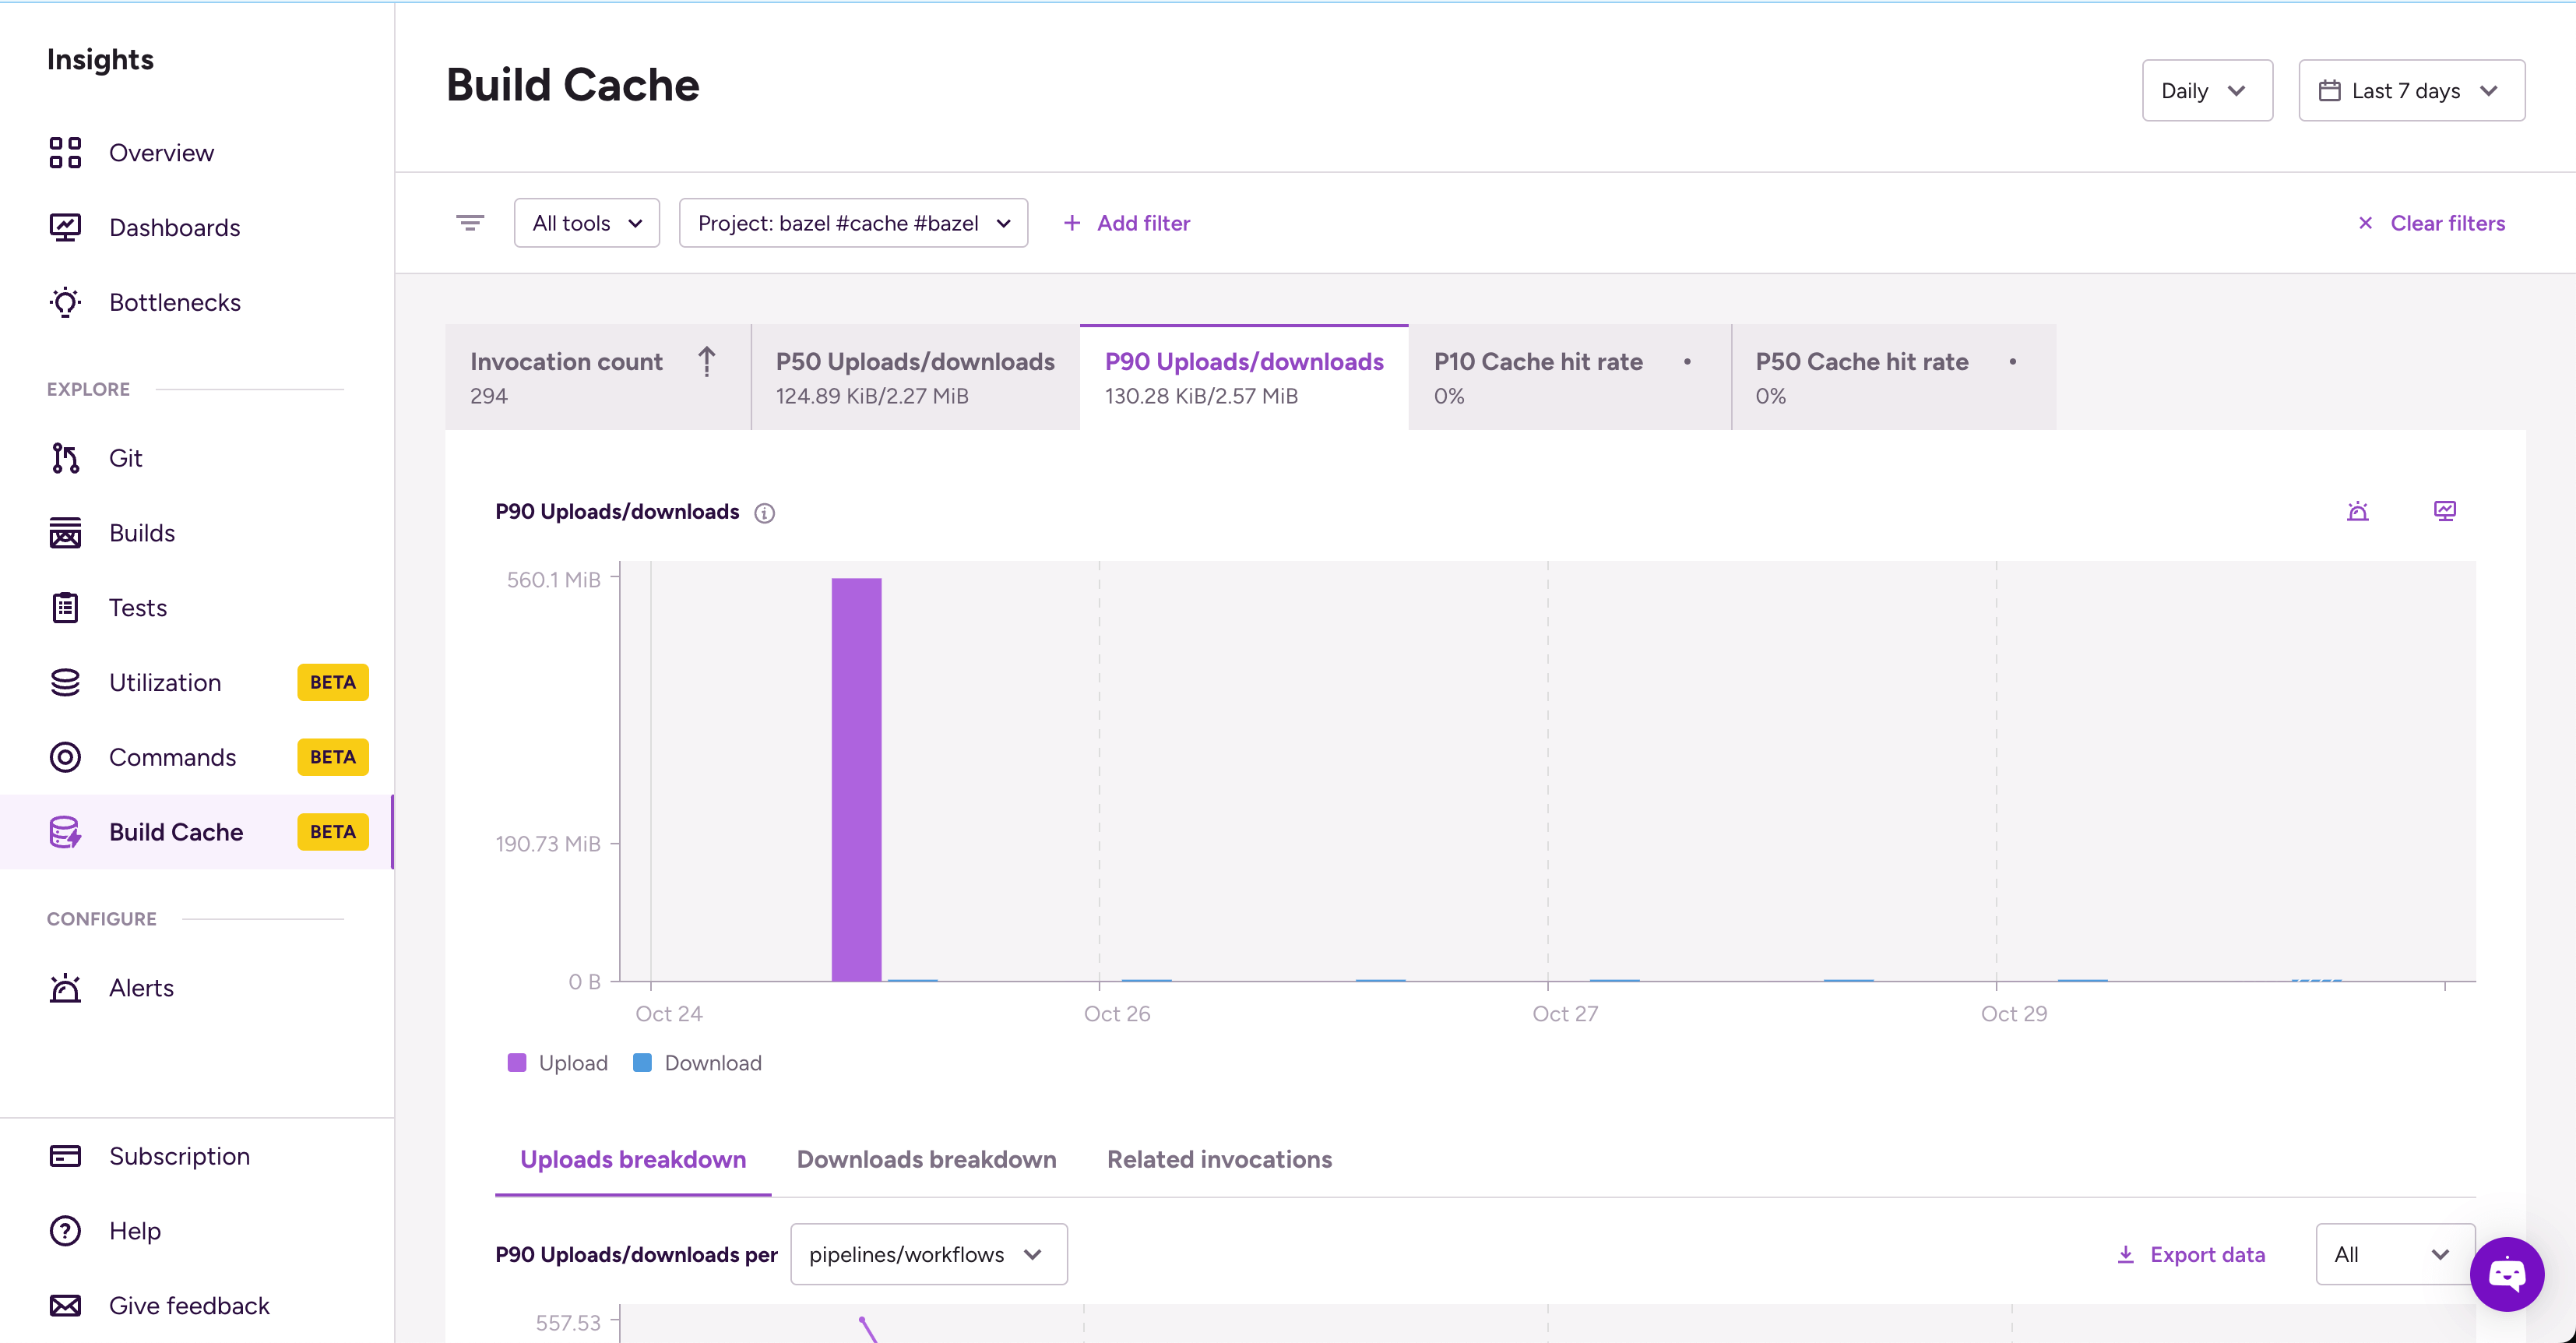 Insights
Overview
Dashboards
Bottlenecks
EXPLORE
Git
Builds
Tests
Utilization BETA
Commands BETA
Build Cache BETA
CONFIGURE
Alerts
Subscription
Help
Give feedback
Build Cache
Daily
Last 7 days
All tools
Project: bazel #cache #bazel
+ Add filter
× Clear filters
Invocation count
294
P50 Uploads/downloads
124.89 KiB/2.27 MiB
P90 Uploads/downloads
130.28 KiB/2.57 MiB
P10 Cache hit rate
0%
P50 Cache hit rate
0%
P90 Uploads/downloads
560.1 MiB
190.73 MiB
0 B
Oct 24 Oct 26 Oct 27 Oct 29
Upload Download
Uploads breakdown Downloads breakdown Related invocations
P90 Uploads/downloads per pipelines/workflows Export data All
557.53